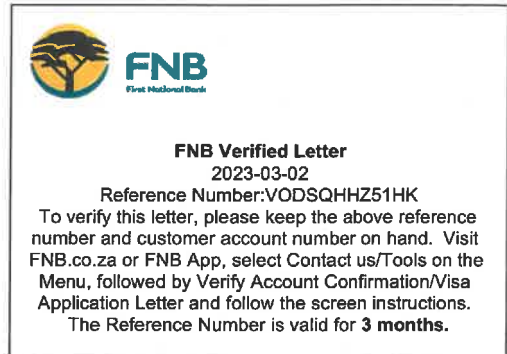 FNB
First National Bank
FNB Verified Letter
2023-03-02
Reference Number:VODSQHHZ51HK
To verify this letter, please keep the above reference
number and customer account number on hand. Visit
FNB.co.za or FNB App, select Contact us/Tools on the
Menu, followed by Verify Account Confirmation/Visa
Application Letter and follow the screen instructions.
The Reference Number is valid for 3 months.